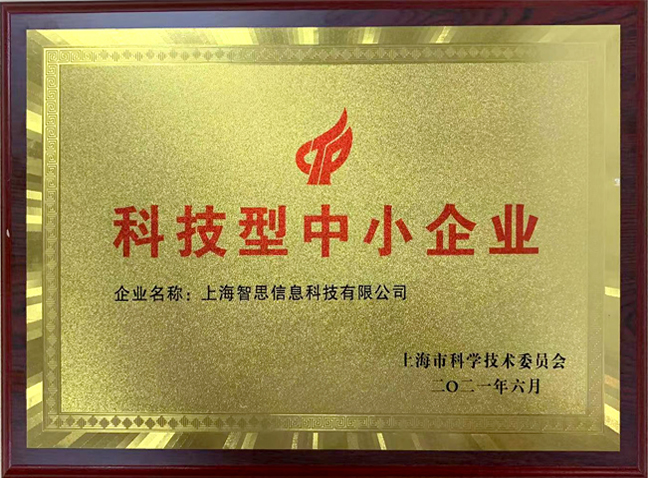 科技型中小企业
企业名称：上海智思信息科技有限公司
上海市科学技术委员会
二〇二一年六月